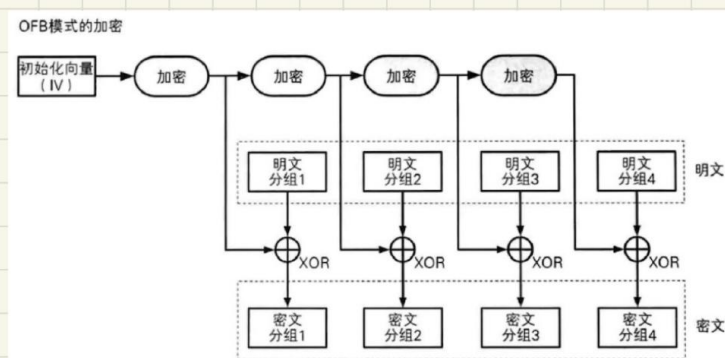 OFB模式的加密
初始化向量
（IV）
加密
加密
加密
加密
明文
分组1
明文
分组2
明文
分组3
明文
分组4
明文
XOR
XOR
XOR
XOR
密文
分组1
密文
分组2
密文
分组3
密文
分组4
密文